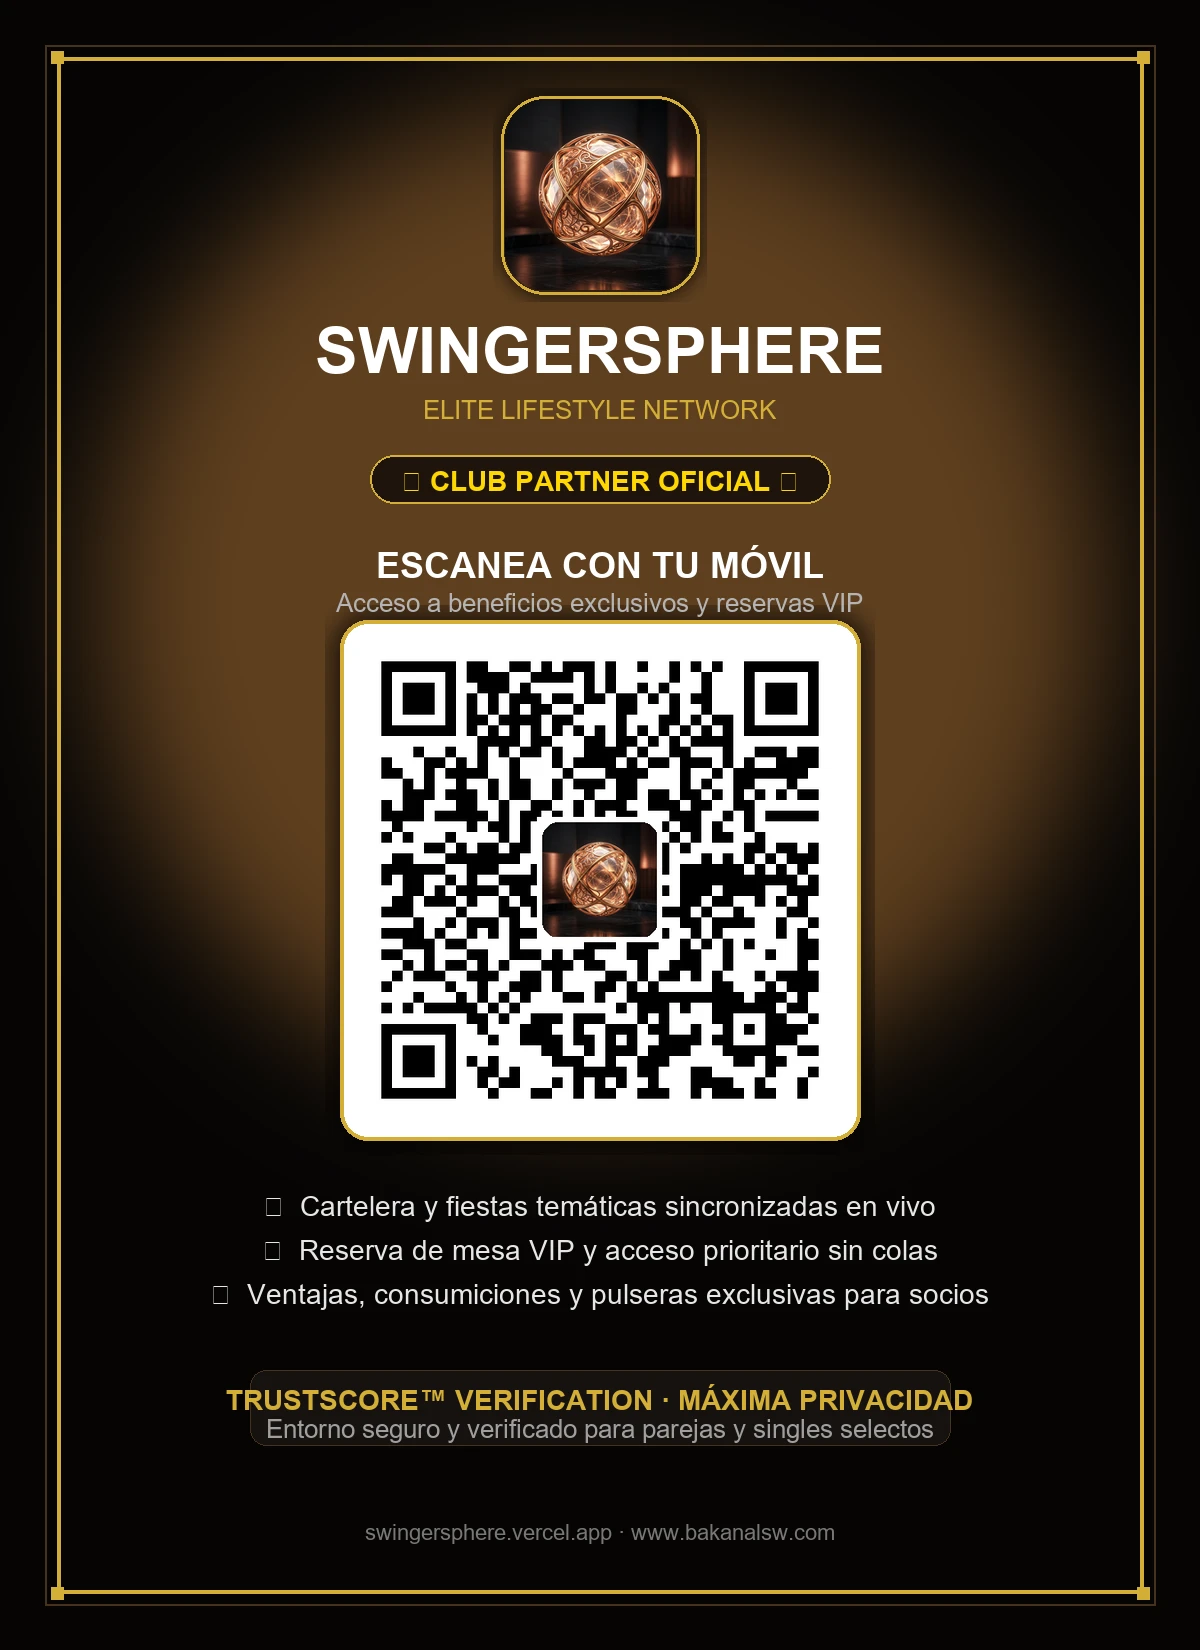 SWINGERSPHERE
ELITE LIFESTYLE NETWORK
CLUB PARTNER OFICIAL
ESCANEA CON TU MÓVIL
Acceso a beneficios exclusivos y reservas VIP
Cartelera y fiestas temáticas sincronizadas en vivo
Reserva de mesa VIP y acceso prioritario sin colas
Ventajas, consumiciones y pulseras exclusivas para socios
TRUSTSCORE™ VERIFICATION · MÁXIMA PRIVACIDAD
Entorno seguro y verificado para parejas y singles selectos
swingersphere.vercel.app · www.bakanalsw.com